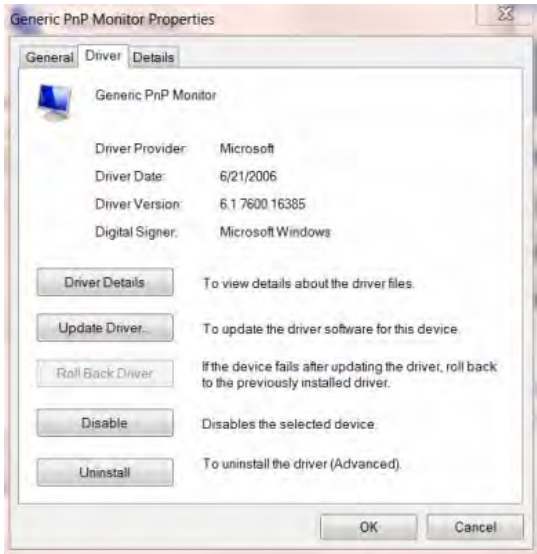 Generic PnP Monitor Properties
General Driver Details
Generic PnP Monitor
Driver Provider: Microsoft
Driver Date: 6/21/2006
Driver Version: 6.1.7600.16385
Digital Signer: Microsoft Windows
Driver Details To view details about the driver files.
Update Driver... To update the driver software for this device.
Roll Back Driver If the device fails after updating the driver, roll back
to the previously installed driver.
Disable Disables the selected device.
Uninstall To uninstall the driver (Advanced).
OK Cancel